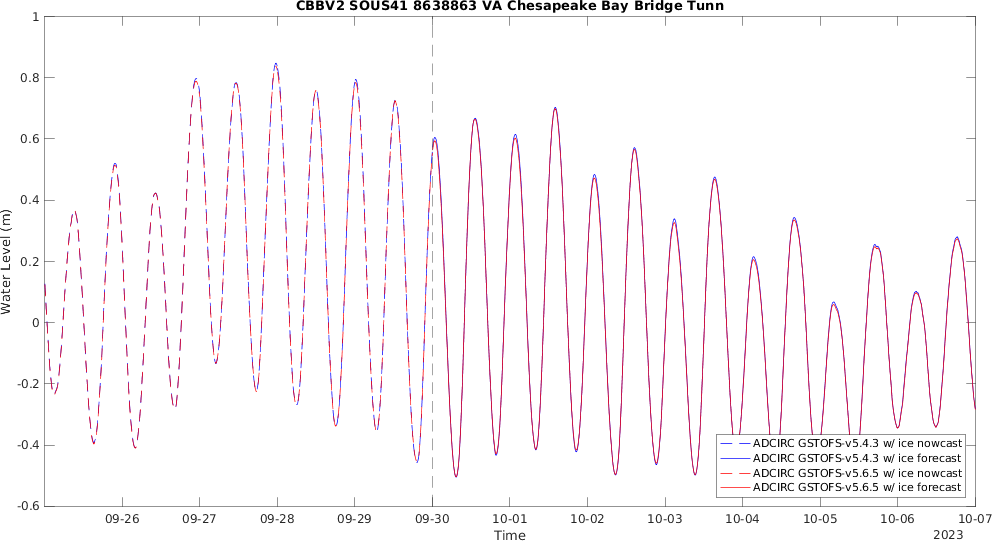 CBBV2 SOUS41 8638863 VA Chesapeake Bay Bridge Tunn
Water Level (m)
1
0.8
0.6
0.4
0.2
0
-0.2
-0.4
-0.6
ADCIRC GSTOFS-v5.4.3 w/ ice nowcast
ADCIRC GSTOFS-v5.4.3 w/ ice forecast
ADCIRC GSTOFS-v5.6.5 w/ ice nowcast
ADCIRC GSTOFS-v5.6.5 w/ ice forecast
09-26 09-27 09-28 09-29 09-30 10-01 10-02 10-03 10-04 10-05 10-06 10-07
Time
2023